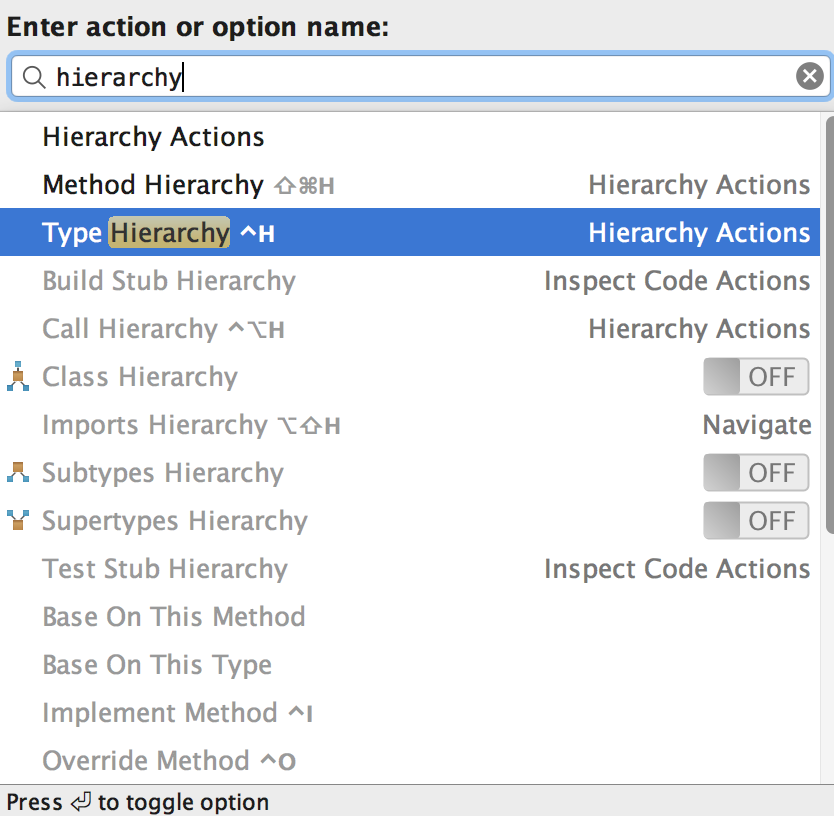 Enter action or option name:
hierarchy
Hierarchy Actions
Method Hierarchy ⇧⌘H Hierarchy Actions
Type Hierarchy ^H Hierarchy Actions
Build Stub Hierarchy Inspect Code Actions
Call Hierarchy ^⌥H Hierarchy Actions
Class Hierarchy OFF
Imports Hierarchy ⌥⇧H Navigate
Subtypes Hierarchy OFF
Supertypes Hierarchy OFF
Test Stub Hierarchy Inspect Code Actions
Base On This Method
Base On This Type
Implement Method ^I
Override Method ^O
Press ⏎ to toggle option